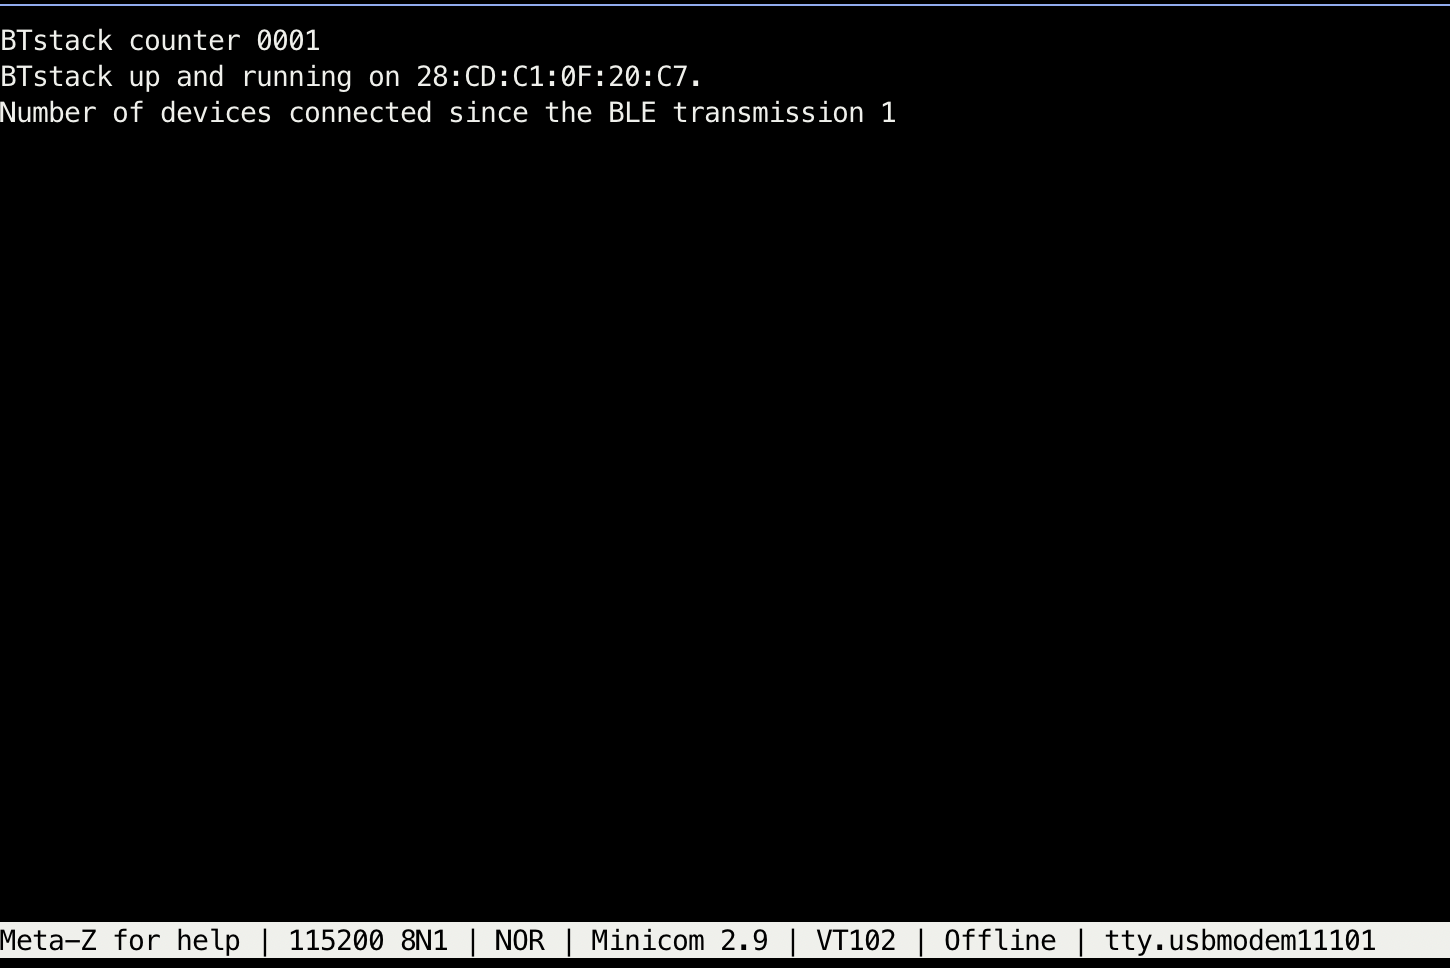 BTstack counter 0001
BTstack up and running on 28:CD:C1:0F:20:C7.
Number of devices connected since the BLE transmission 1
Meta-Z for help | 115200 8N1 | NOR | Minicom 2.9 | VT102 | Offline | tty.usbmodem11101